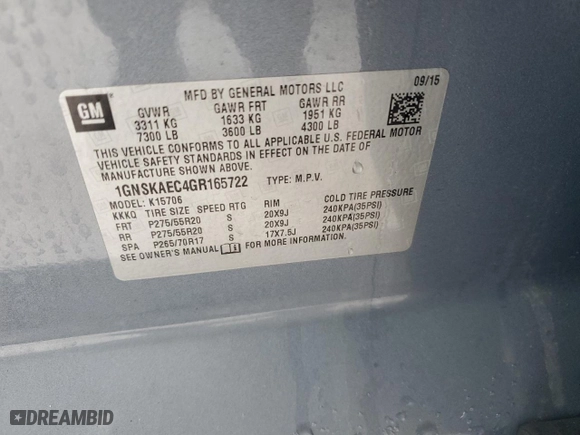 GM
MFD BY GENERAL MOTORS LLC
09/15
GVWR GAWR FRT GAWR RR
3311 KG 1633 KG 1951 KG
7300 LB 3600 LB 4300 LB
THIS VEHICLE CONFORMS TO ALL APPLICABLE U.S. FEDERAL MOTOR
VEHICLE SAFETY STANDARDS IN EFFECT ON THE DATE OF
MANUFACTURE SHOWN ABOVE.
1GNSKAEC4GR165722 TYPE: M.P.V.
MODEL: K15706
KKKQ TIRE SIZE SPEED RTG RIM COLD TIRE PRESSURE
FRT P275/55R20 S 20X9J 240KPA(35PSI)
RR P275/55R20 S 20X9J 240KPA(35PSI)
SPA P265/70R17 S 17X7.5J 240KPA(35PSI)
SEE OWNER'S MANUAL FOR MORE INFORMATION.
DREAMBID